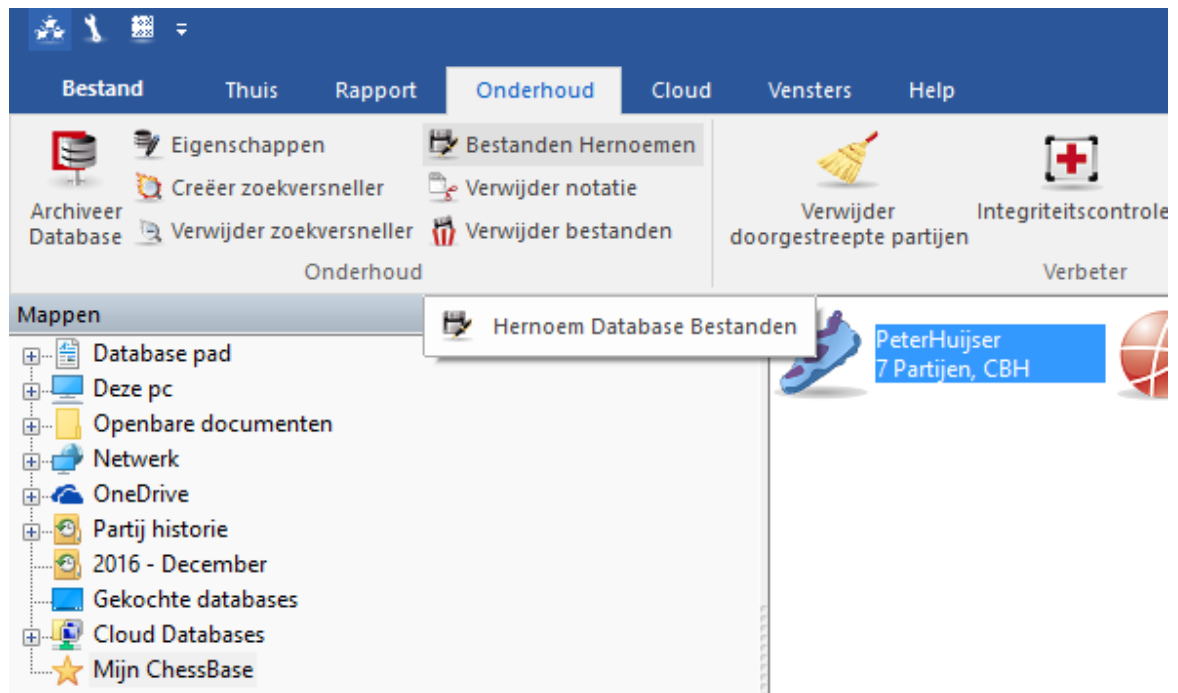 Bestand Thuis Rapport Onderhoud Cloud Vensters Help
Archiveer
Database
Eigenschappen
Creëer zoekversneller
Verwijder zoekversneller
Bestanden Hernoemen
Verwijder notatie
Verwijder bestanden
Onderhoud
Verwijder
doorgestreepte partijen
Integriteitscontrole
Verbeter
Mappen
Hernoem Database Bestanden
Database pad
Deze pc
Openbare documenten
Netwerk
OneDrive
Partij historie
2016 - December
Gekochte databases
Cloud Databases
Mijn ChessBase
PeterHuijser
7 Partijen, CBH